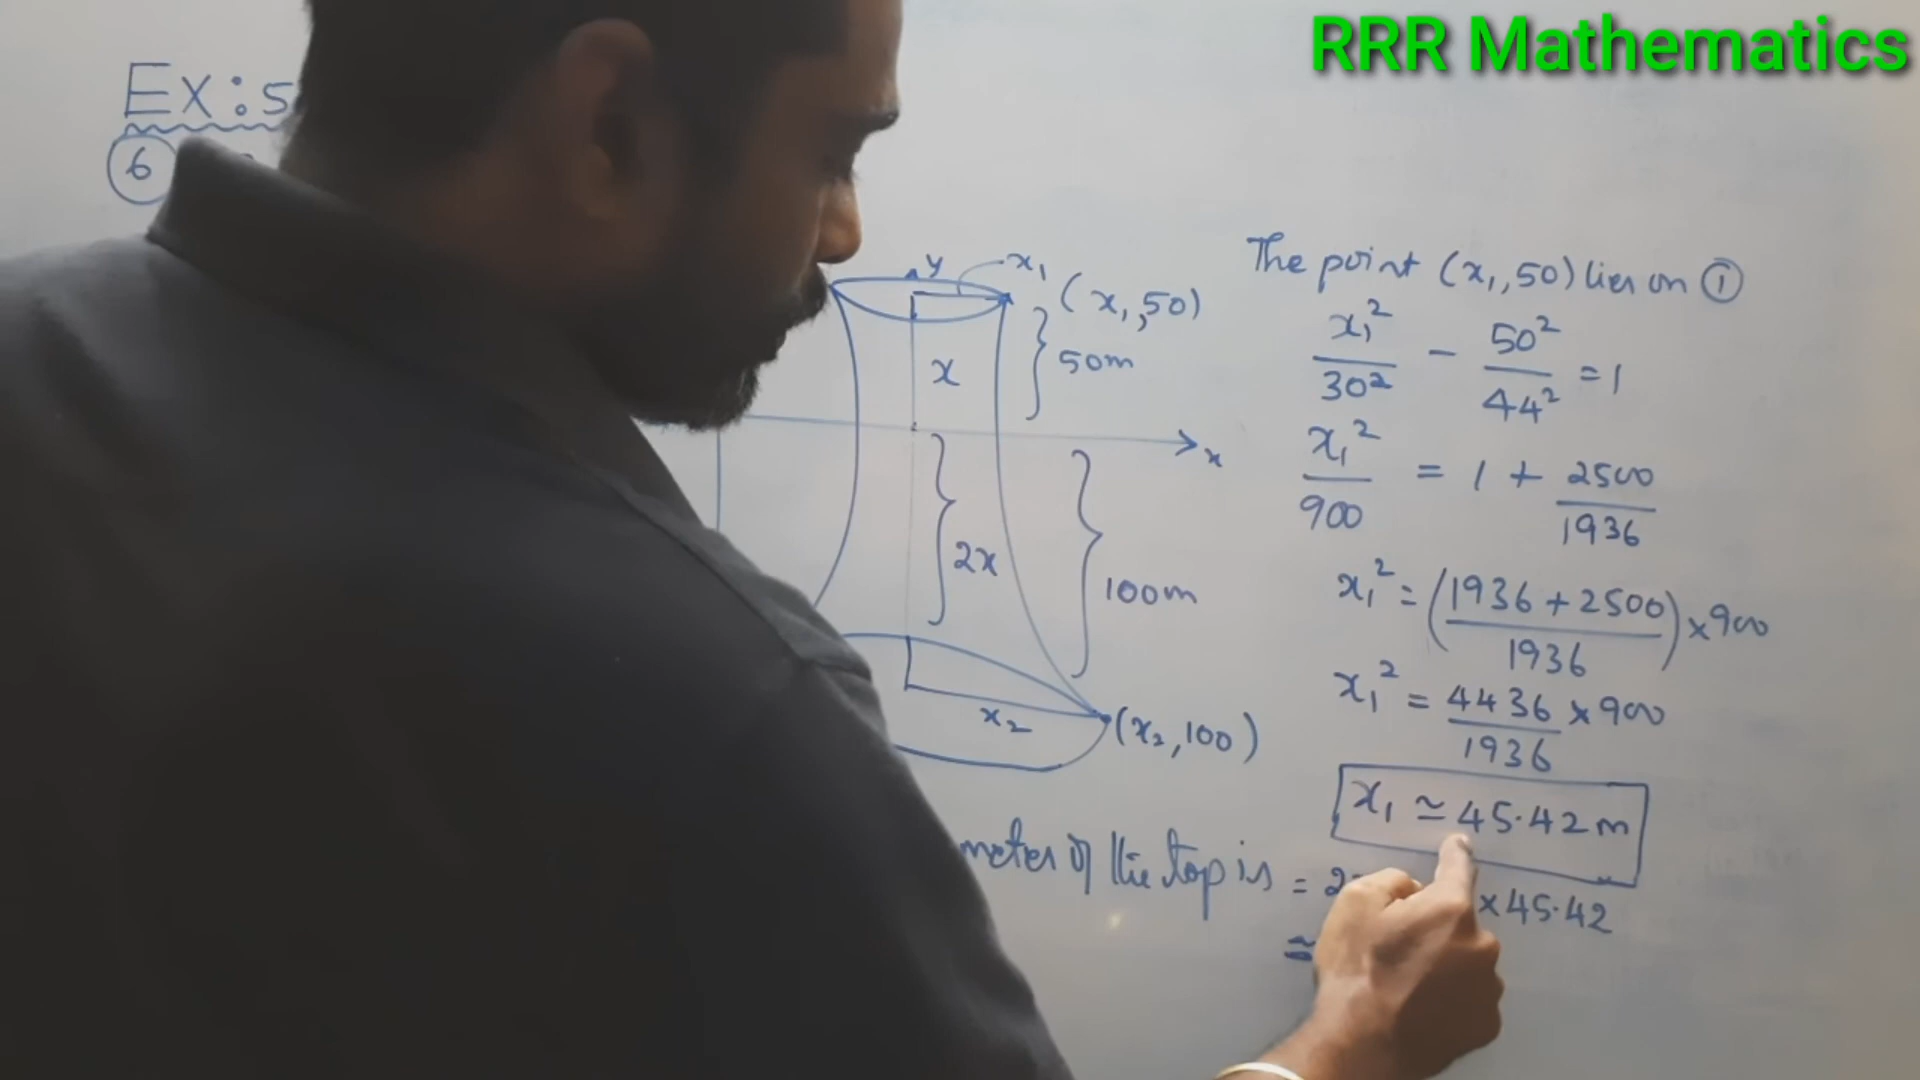 RRR Mathematics
Ex:5
6
y
x₁
(x₁,50)
50m
x
x
2x
100m
x₂
(x₂,100)
The point (x₁,50) lies on ①
x₁²/30² - 50²/44² = 1
x₁²/900 = 1 + 2500/1936
x₁² = (1936+2500/1936)×900
x₁² = 4436/1936 ×900
x₁ ≃ 45.42m
meter of the top is = 2 ×45.42
≃